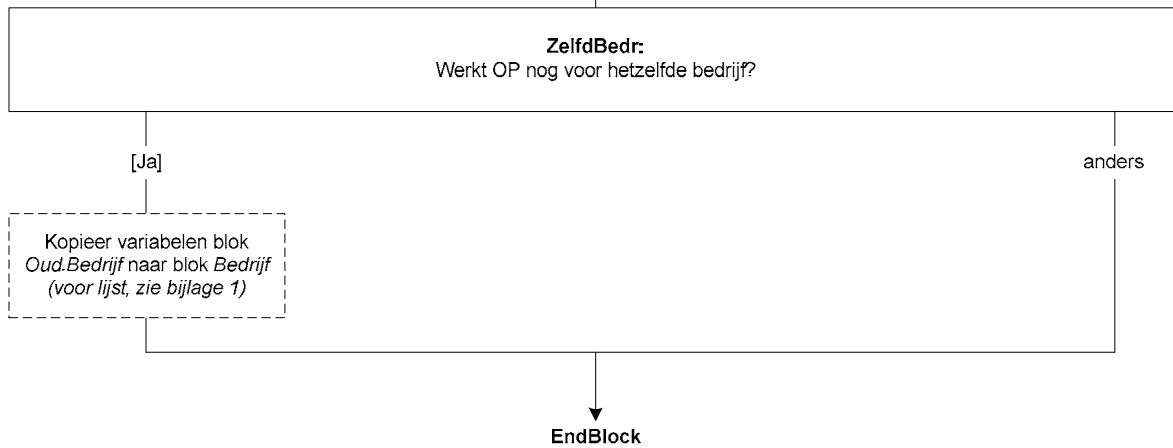 ZelfdBedr:
Werkt OP nog voor hetzelfde bedrijf?
[Ja]
anders
Kopieer variabelen blok
Oud.Bedrijf naar blok Bedrijf
(voor lijst, zie bijlage 1)
EndBlock